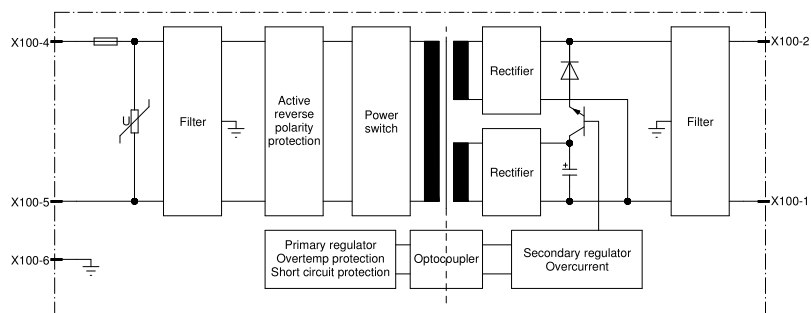 X100-4
X100-2
U
Filter
Active
reverse
polarity
protection
Power
switch
Rectifier
Filter
+
Rectifier
X100-5
X100-1
X100-6
Primary regulator
Overtemp protection
Short circuit protection
Optocoupler
Secondary regulator
Overcurrent